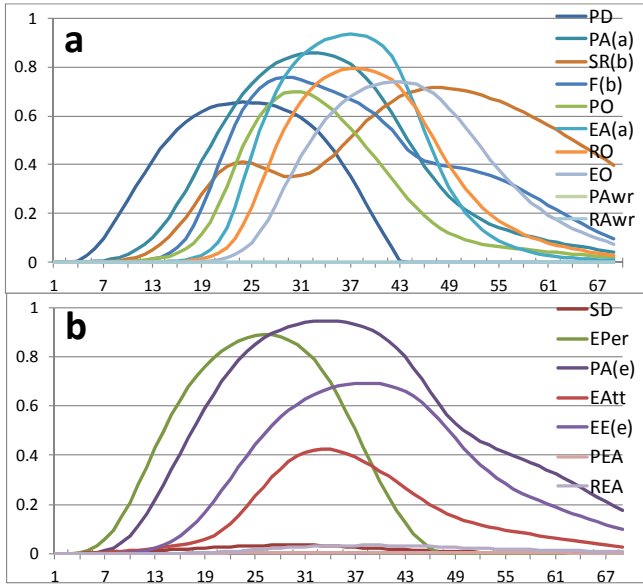 a
1
0.8
0.6
0.4
0.2
0
1 7 13 19 25 31 37 43 49 55 61 67
PD
PA(a)
SR(b)
F(b)
PO
EA(a)
RO
EO
PAwr
RAwr
b
1
0.8
0.6
0.4
0.2
0
1 7 13 19 25 31 37 43 49 55 61 67
SD
EPer
PA(e)
EAtt
EE(e)
PEA
REA